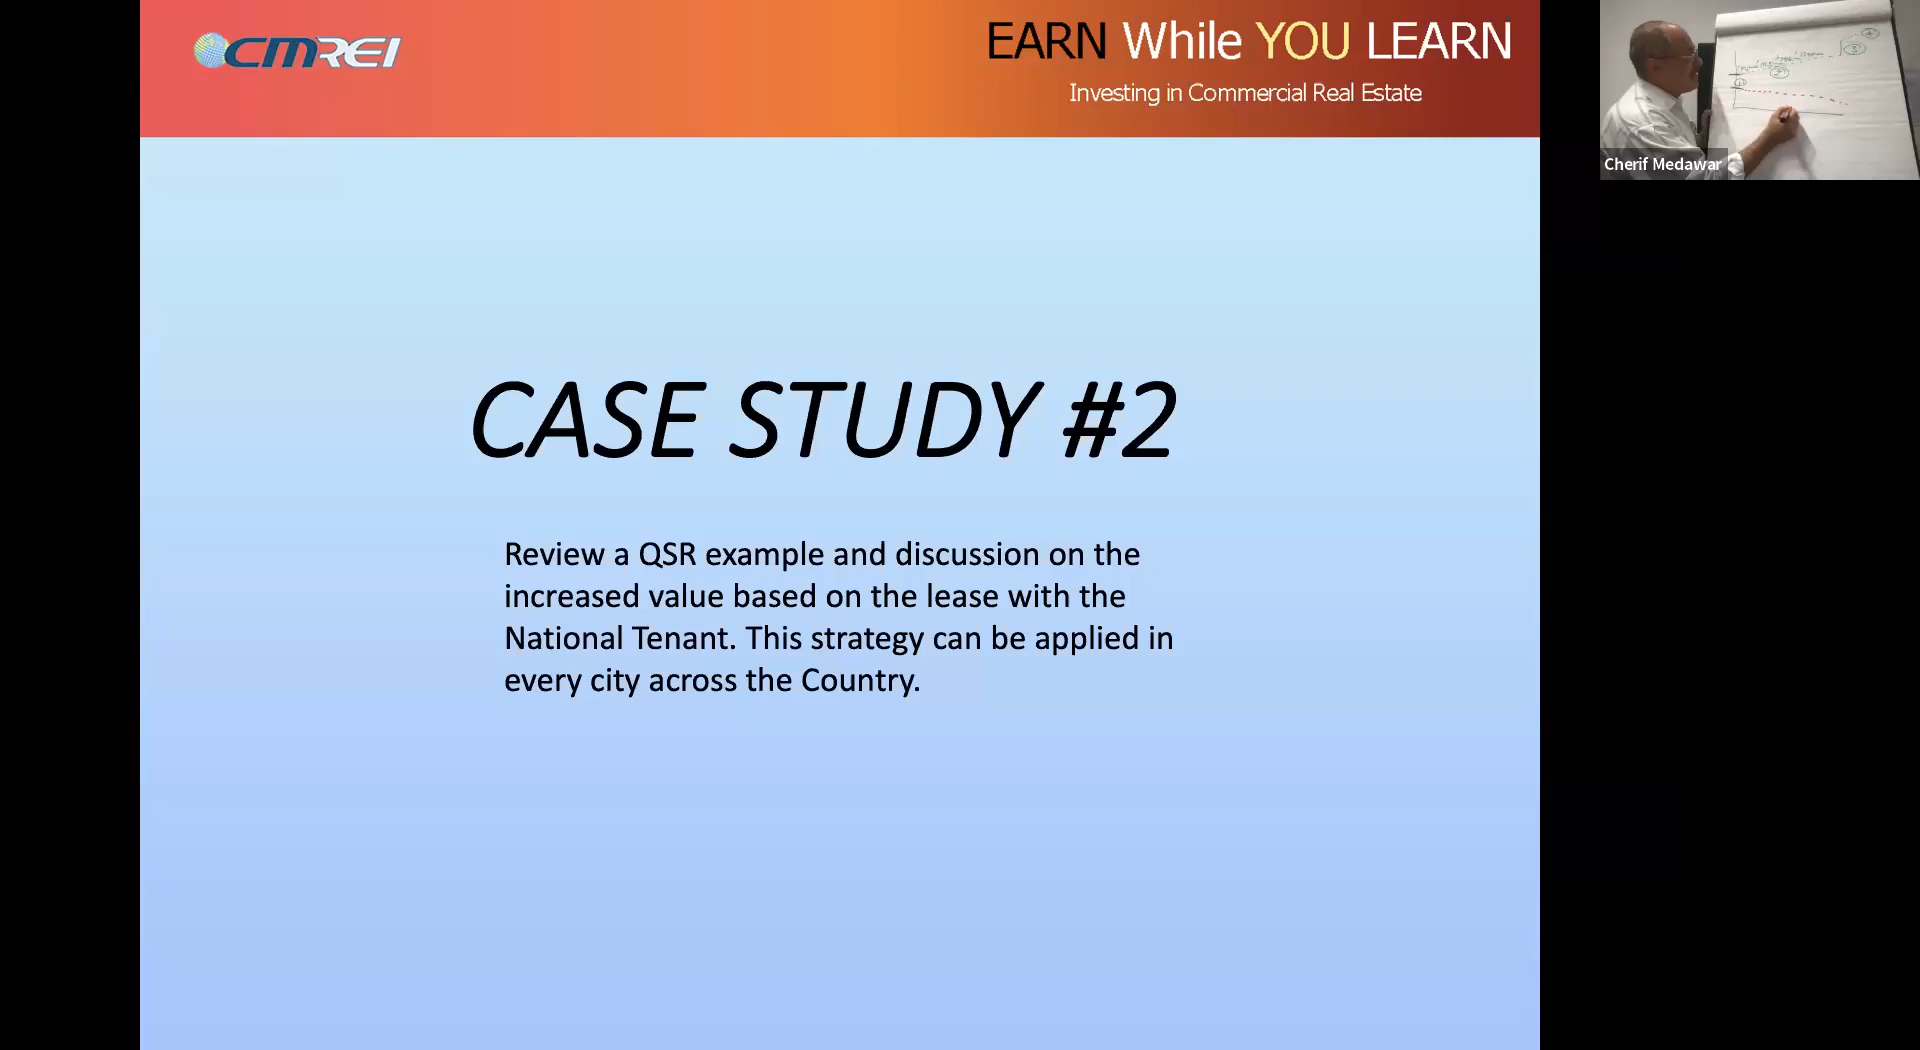 CMREI
EARN While YOU LEARN
Investing in Commercial Real Estate
CASE STUDY #2
Review a QSR example and discussion on the
increased value based on the lease with the
National Tenant. This strategy can be applied in
every city across the Country.
Cherif Medawar